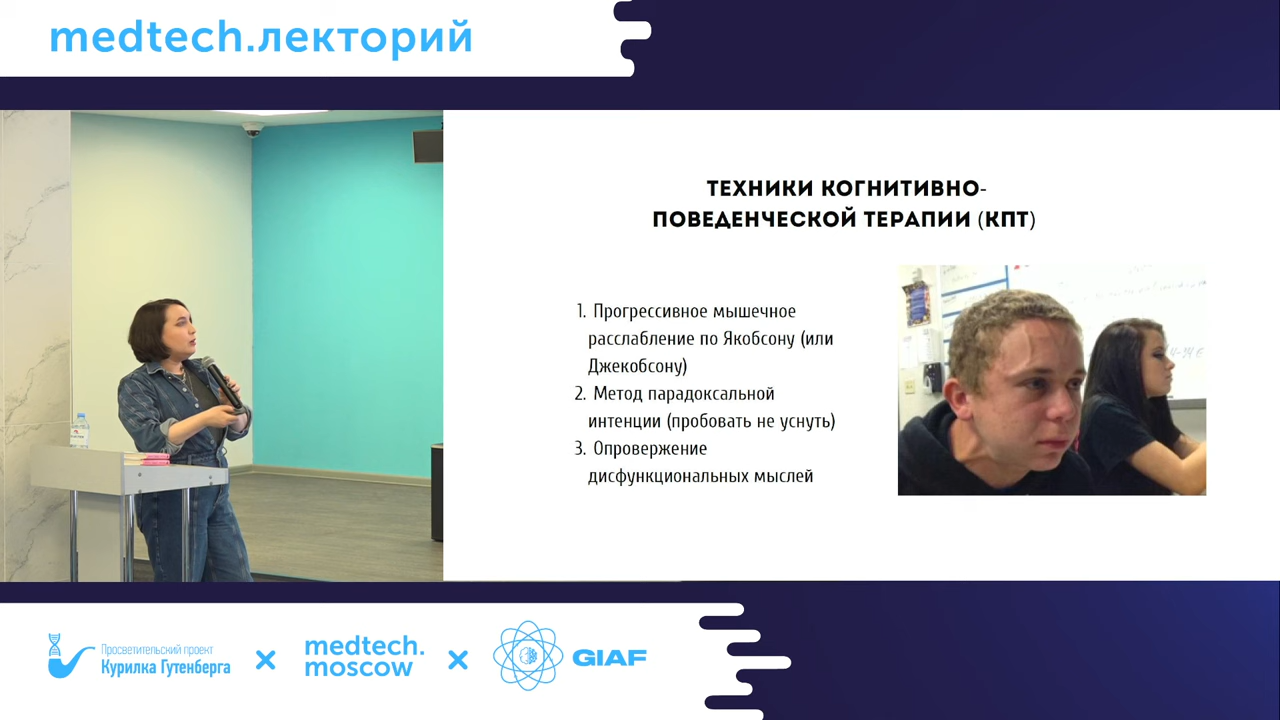 medtech.лекторий
ТЕХНИКИ КОГНИТИВНО-
ПОВЕДЕНЧЕСКОЙ ТЕРАПИИ (КПТ)
1. Прогрессивное мышечное
расслабление по Якобсону (или
Джекобсону)
2. Метод парадоксальной
интенции (пробовать не уснуть)
3. Опровержение
дисфункциональных мыслей
Просветительский проект
Курилка Гутенберга
medtech.
moscow
GIAF